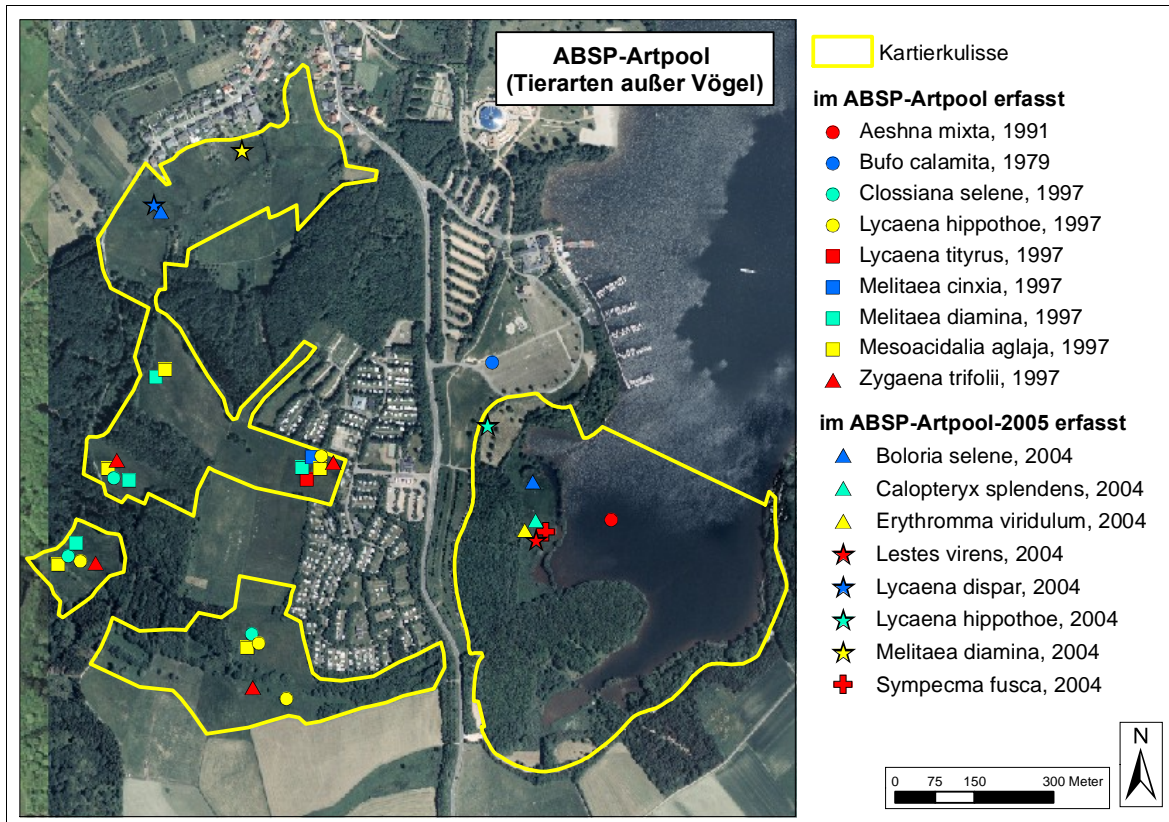 ABSP-Artpool
(Tierarten außer Vögel)
Kartierkulisse
im ABSP-Artpool erfasst
Aeshna mixta, 1991
Bufo calamita, 1979
Clossiana selene, 1997
Lycaena hippothoe, 1997
Lycaena tityrus, 1997
Melitaea cinxia, 1997
Melitaea diamina, 1997
Mesoacidalia aglaja, 1997
Zygaena trifolii, 1997
im ABSP-Artpool-2005 erfasst
Boloria selene, 2004
Calopteryx splendens, 2004
Erythromma viridulum, 2004
Lestes virens, 2004
Lycaena dispar, 2004
Lycaena hippothoe, 2004
Melitaea diamina, 2004
Sympecma fusca, 2004
N
0 75 150 300 Meter